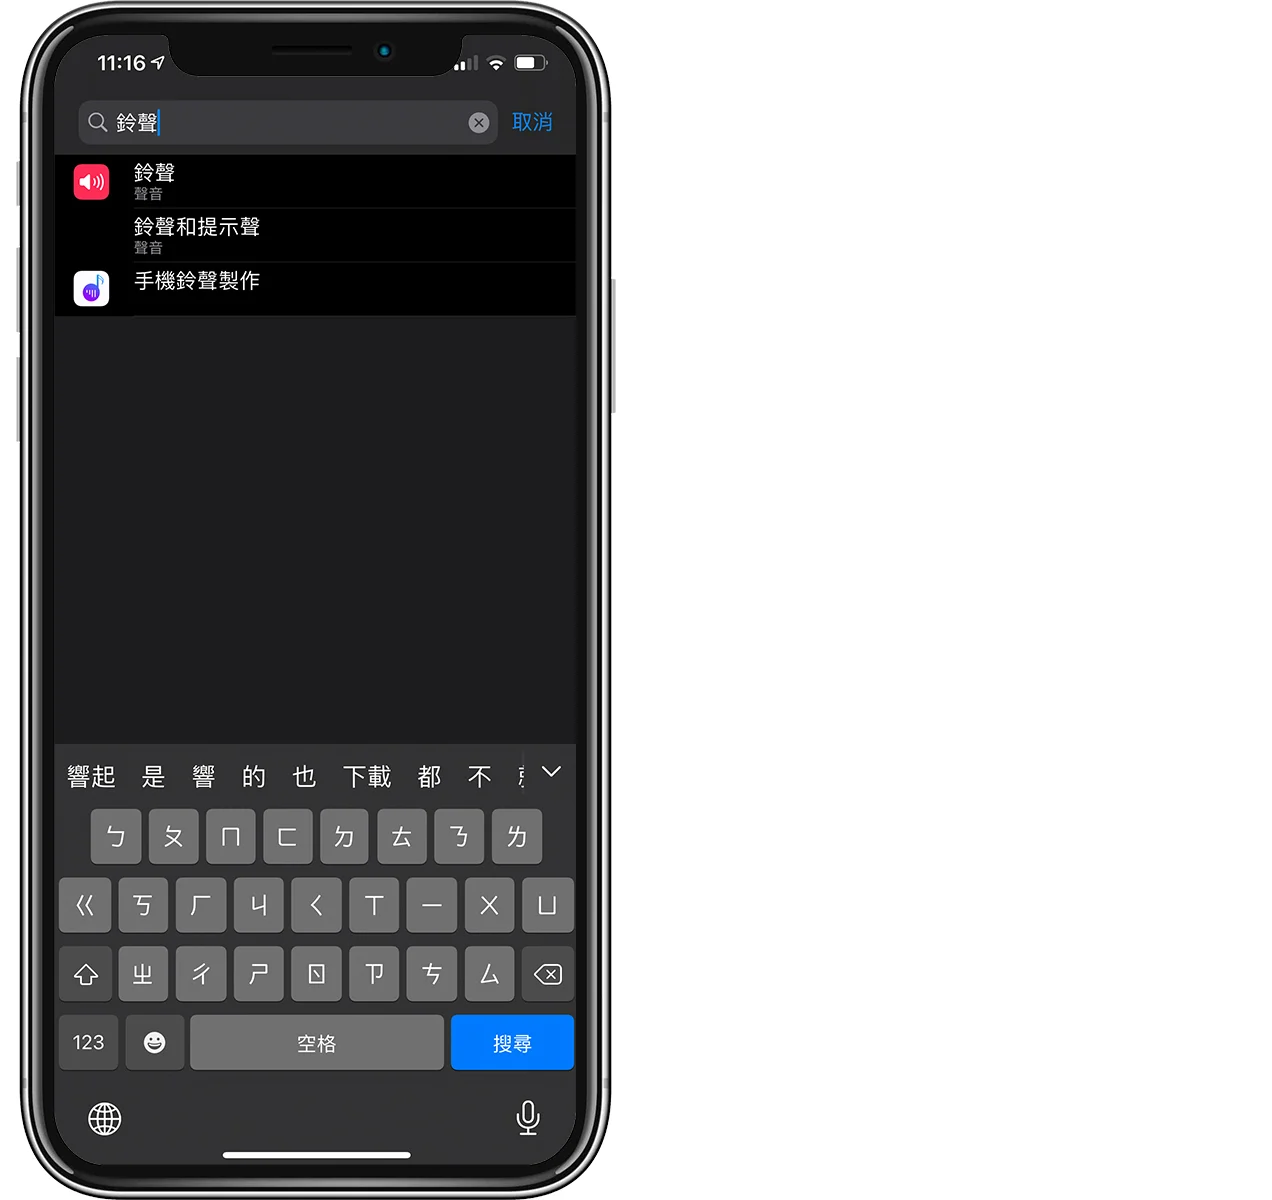 11:16
鈴聲 取消
鈴聲
聲音
鈴聲和提示聲
聲音
手機鈴聲製作
響起 是 響 的 也 下載 都 不
ㄅ ㄆ ㄇ ㄈ ㄉ ㄊ ㄋ ㄌ
ㄍ ㄎ ㄏ ㄐ ㄑ ㄒ ㄧ ㄨ ㄩ
ㄓ ㄔ ㄕ ㄖ ㄗ ㄘ ㄙ
123 空格 搜尋